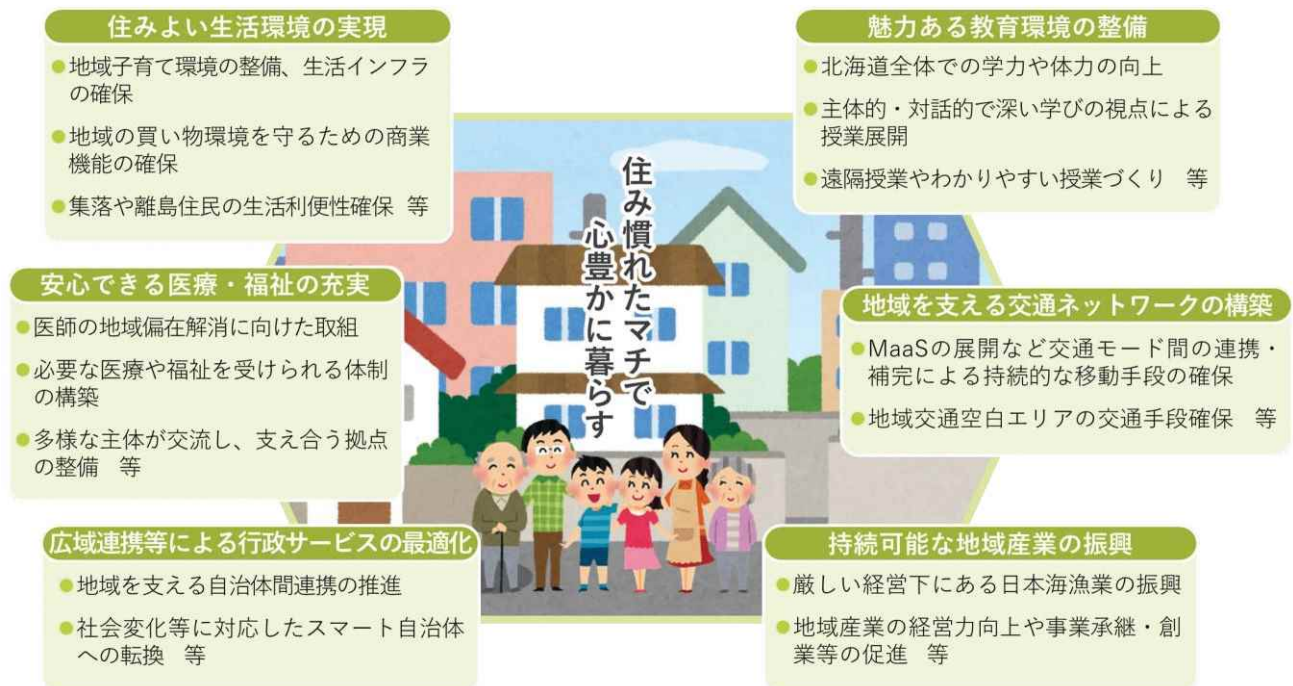 住みよい生活環境の実現
●地域子育て環境の整備、生活インフラ
の確保
●地域の買い物環境を守るための商業
機能の確保
●集落や離島住民の生活利便性確保 等
魅力ある教育環境の整備
●北海道全体での学力や体力の向上
●主体的・対話的で深い学びの視点による
授業展開
●遠隔授業やわかりやすい授業づくり 等
住み慣れたマチで
心豊かに暮らす
安心できる医療・福祉の充実
●医師の地域偏在解消に向けた取組
●必要な医療や福祉を受けられる体制
の構築
●多様な主体が交流し、支え合う拠点
の整備 等
地域を支える交通ネットワークの構築
●MaaSの展開など交通モード間の連携・
補完による持続的な移動手段の確保
●地域交通空白エリアの交通手段確保 等
広域連携等による行政サービスの最適化
●地域を支える自治体間連携の推進
●社会変化等に対応したスマート自治体
への転換 等
持続可能な地域産業の振興
●厳しい経営下にある日本海漁業の振興
●地域産業の経営力向上や事業承継・創
業等の促進 等